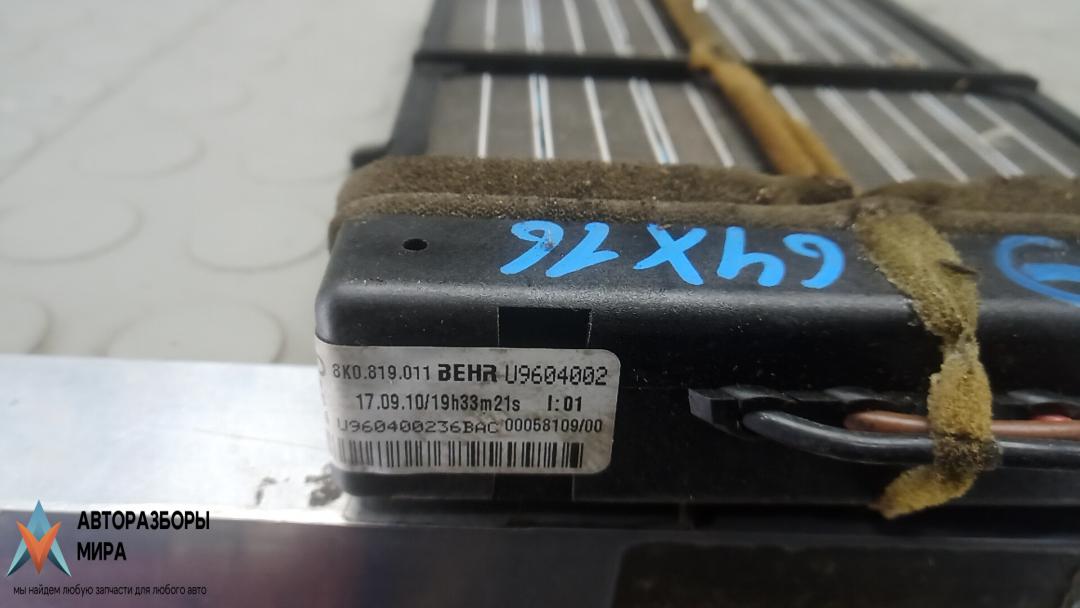 64X16
8K0.819.011 BEHR U9604002
17.09.10/19h33m21s I:01
U960400236BAC 00058109/00
АВТОРАЗБОРЫ
МИРА
мы найдем любую запчасти для любого авто